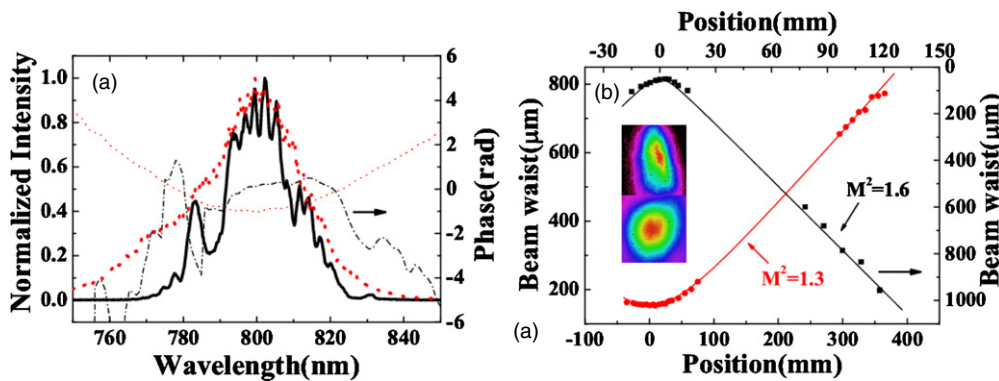 (a)
Normalized Intensity
1.0
0.8
0.6
0.4
0.2
0.0
760 780 800 820 840
Wavelength(nm)
6
5
4
2
0
-2
-4
-5
-6
Phase(rad)
Position(mm)
-20 0 30 60 90 120 150
(b)
Beam waist(μm)
800
600
400
200
M²=1.6
M²=1.3
(a)
0
200
400
600
800
1000
Beam waist(μm)
-100 0 100 200 300 400
Position(mm)